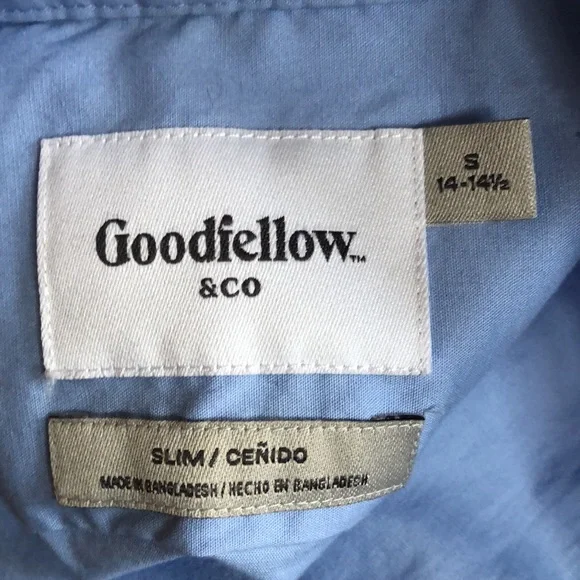 Goodfellow™
&CO
S
14-14½
SLIM / CEÑIDO
MADE IN BANGLADESH / HECHO EN BANGLADESH